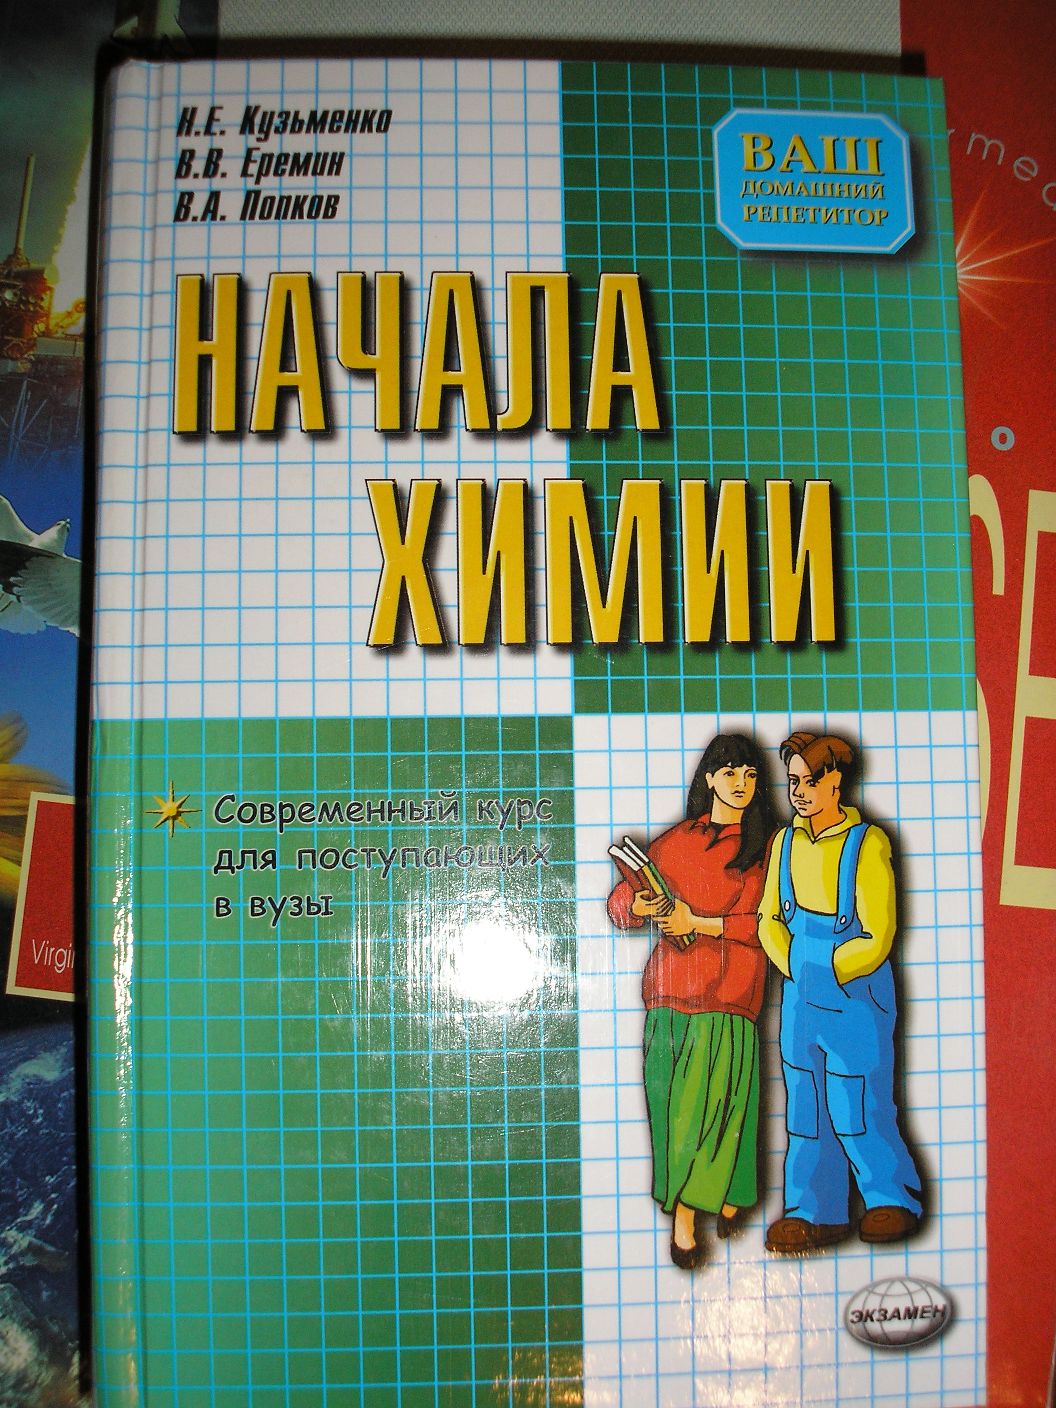 Н.Е. Кузьменко
В.В. Еремин
В.А. Попков
ВАШ
ДОМАШНИЙ
РЕПЕТИТОР
НАЧАЛА
ХИМИИ
Современный курс
для поступающих
в вузы
ЭКЗАМЕН